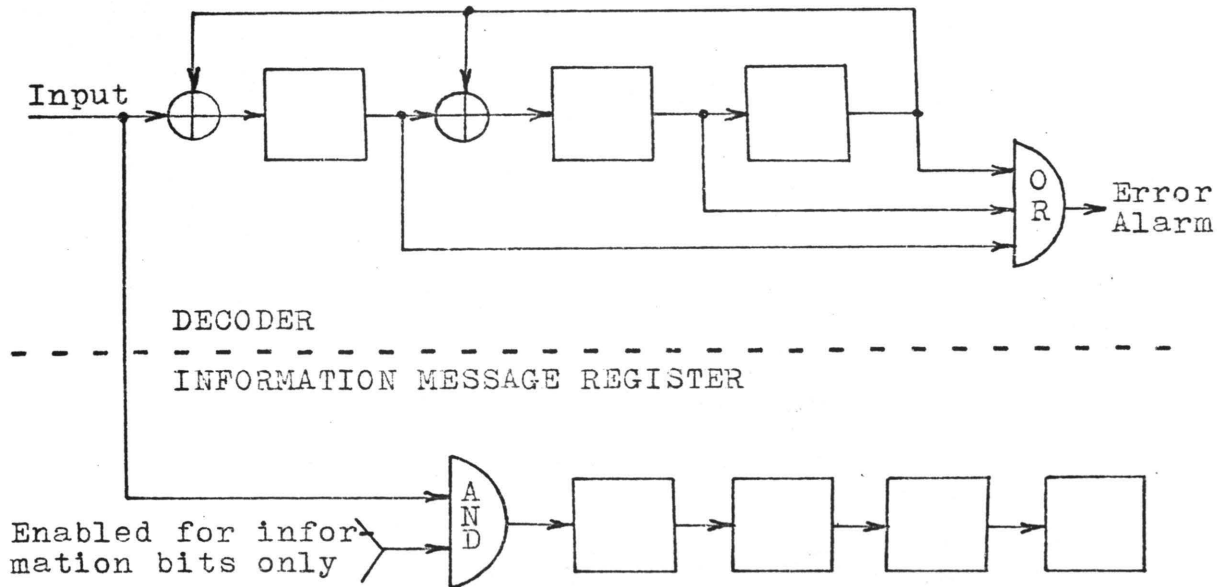 Input
O
R
Error
Alarm
DECODER
INFORMATION MESSAGE REGISTER
A
N
D
Enabled for infor-
mation bits only